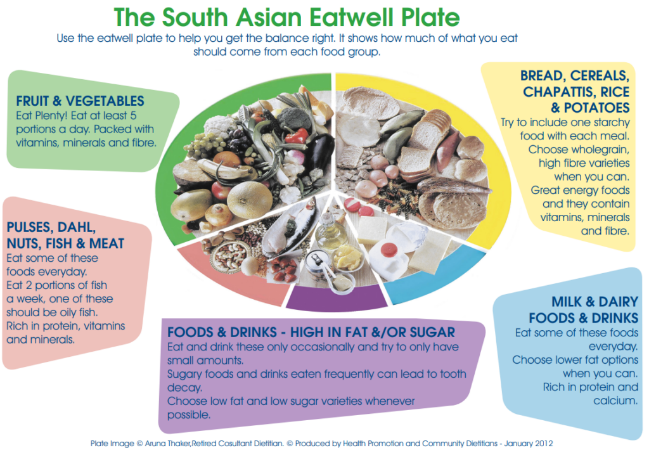 The South Asian Eatwell Plate
Use the eatwell plate to help you get the balance right. It shows how much of what you eat
should come from each food group.
FRUIT & VEGETABLES
Eat Plenty! Eat at least 5
portions a day. Packed with
vitamins, minerals and fibre.
BREAD, CEREALS,
CHAPATTIS, RICE
& POTATOES
Try to include one starchy
food with each meal.
Choose wholegrain,
high fibre varieties
when you can.
Great energy foods
and they contain
vitamins, minerals
and fibre.
PULSES, DAHL,
NUTS, FISH & MEAT
Eat some of these
foods everyday.
Eat 2 portions of fish
a week, one of these
should be oily fish.
Rich in protein, vitamins
and minerals.
FOODS & DRINKS - HIGH IN FAT &/OR SUGAR
Eat and drink these only occasionally and try to only have
small amounts.
Sugary foods and drinks eaten frequently can lead to tooth
decay.
Choose low fat and low sugar varieties whenever
possible.
MILK & DAIRY
FOODS & DRINKS
Eat some of these foods
everyday.
Choose lower fat options
when you can.
Rich in protein and
calcium.
Plate Image © Aruna Thaker,Retired Cosultant Dietitian. © Produced by Health Promotion and Community Dietitians - January 2012